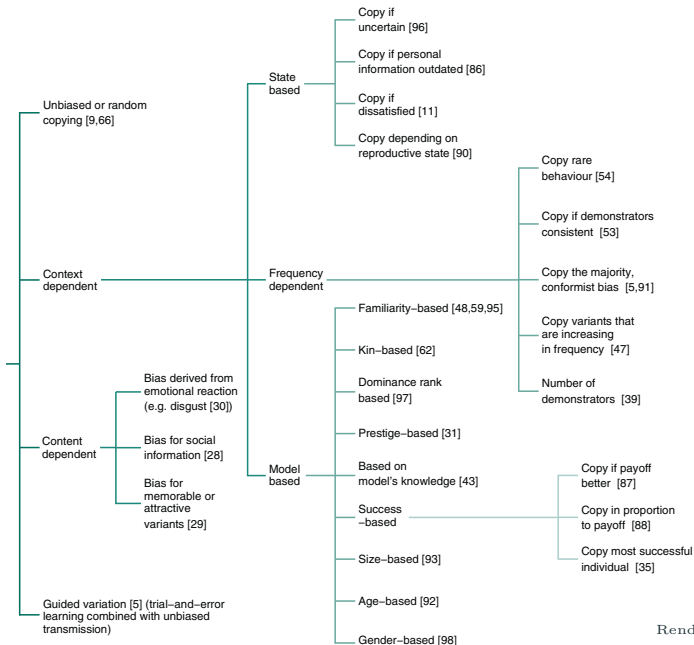 Unbiased or random
copying [9,66]
Context
dependent
Content
dependent
Guided variation [5] (trial−and−error
learning combined with unbiased
transmission)
Bias derived from
emotional reaction
(e.g. disgust [30])
Bias for social
information [28]
Bias for
memorable or
attractive
variants [29]
State
based
Frequency
dependent
Model
based
Copy if
uncertain [96]
Copy if personal
information outdated [86]
Copy if
dissatisfied [11]
Copy depending on
reproductive state [90]
Familiarity−based [48,59,95]
Kin−based [62]
Dominance rank
based [97]
Prestige−based [31]
Based on
model's knowledge [43]
Success
−based
Size−based [93]
Age−based [92]
Gender−based [98]
Copy rare
behaviour [54]
Copy if demonstrators
consistent [53]
Copy the majority,
conformist bias [5,91]
Copy variants that
are increasing
in frequency [47]
Number of
demonstrators [39]
Copy if payoff
better [87]
Copy in proportion
to payoff [88]
Copy most successful
individual [35]
Rend